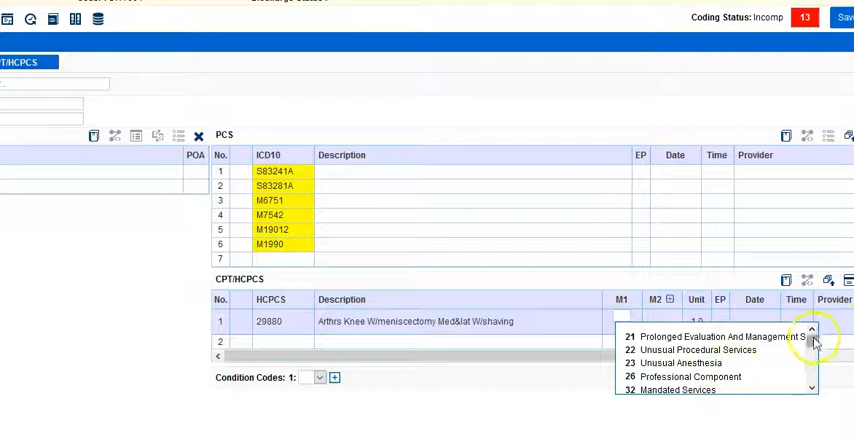 Coding Status: Incomp 13 Sav
PT/HCPCS
PCS
POA No. ICD10 Description EP Date Time Provider
1 S83241A
2 S83281A
3 M6751
4 M7542
5 M19012
6 M1990
7
CPT/HCPCS
No. HCPCS Description M1 M2 Unit EP Date Time Provider
1 29880 Arthrs Knee W/meniscectomy Med&lat W/shaving 1.0
2
21 Prolonged Evaluation And Management S
22 Unusual Procedural Services
23 Unusual Anesthesia
26 Professional Component
32 Mandated Services
Condition Codes: 1: